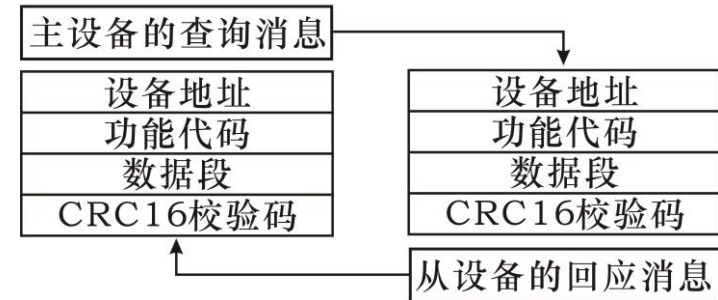 主设备的查询消息
设备地址
功能代码
数据段
CRC16校验码
设备地址
功能代码
数据段
CRC16校验码
从设备的回应消息